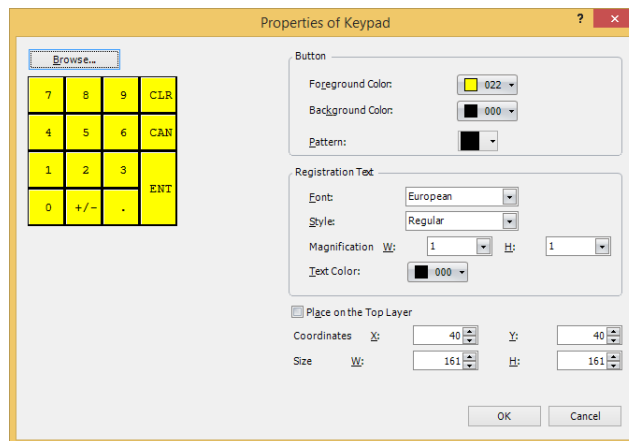 Properties of Keypad
?
×
Browse...
7 8 9 CLR
4 5 6 CAN
1 2 3
ENT
0 +/- .
Button
Foreground Color: 022
Background Color: 000
Pattern:
Registration Text
Font: European
Style: Regular
Magnification W: 1 H: 1
Text Color: 000
Place on the Top Layer
Coordinates X: 40 Y: 40
Size W: 161 H: 161
OK Cancel